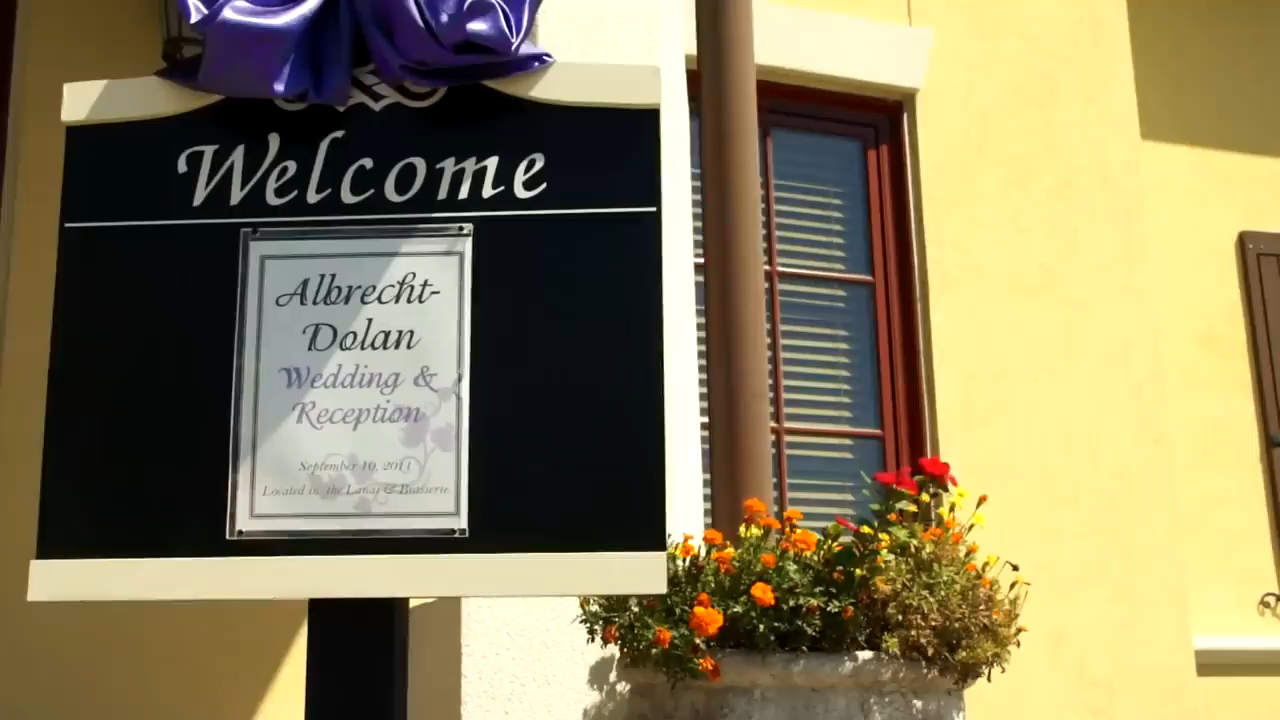 Welcome
Albrecht-
Dolan
Wedding &
Reception
September 10, 2011
Located in the Lanai & Brasserie